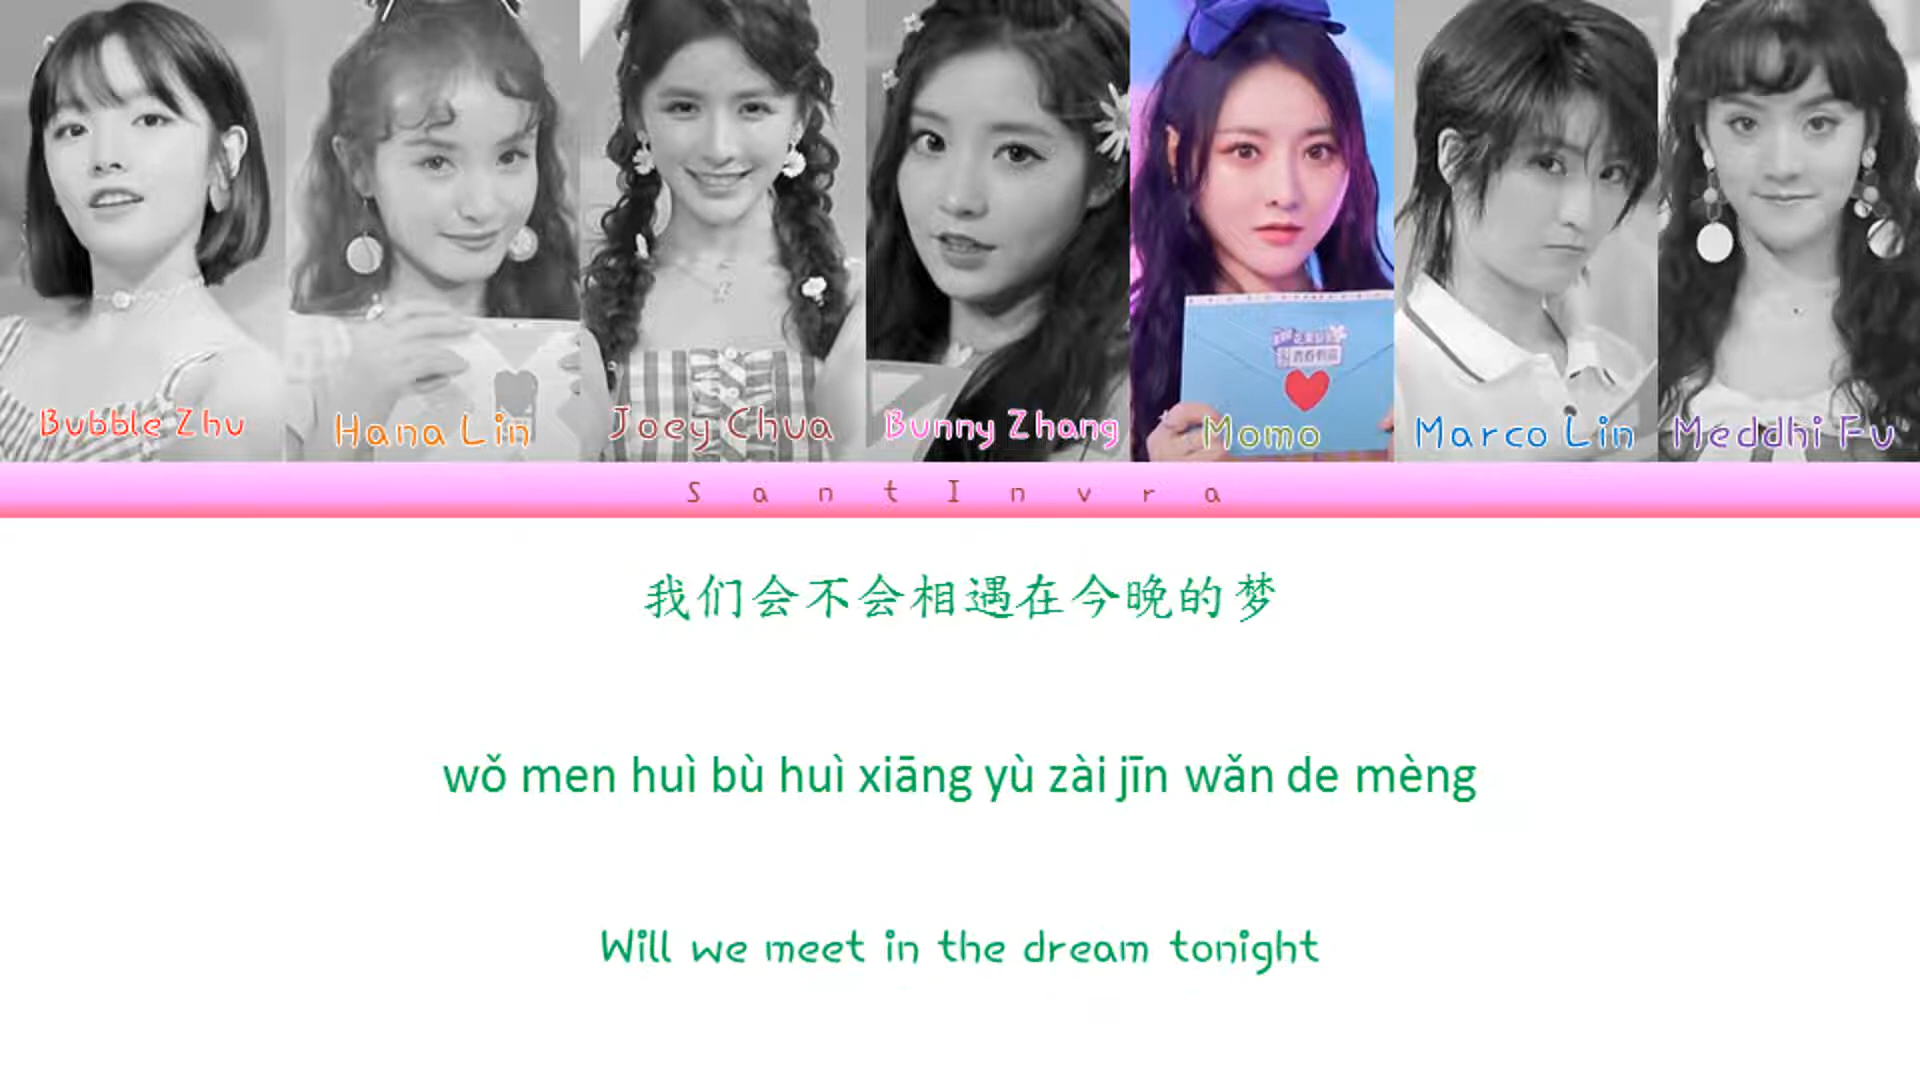 Bubble Zhu
Hana Lin
Joey Chua
Bunny Zhang
Momo
Marco Lin
Meddhi Fu
SantInvra
我们会不会相遇在今晚的梦
wǒ men huì bù huì xiāng yù zài jīn wǎn de mèng
Will we meet in the dream tonight